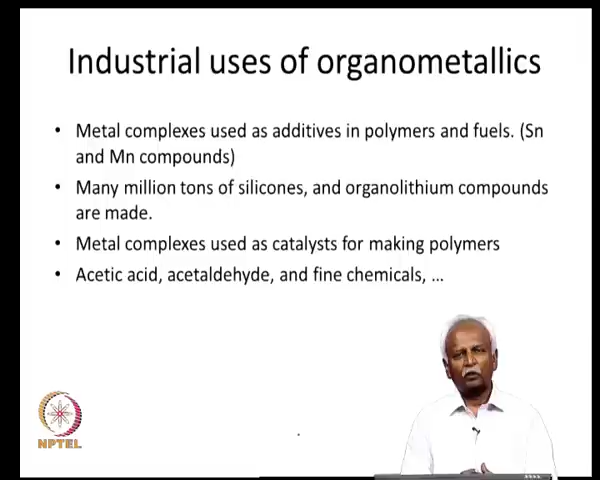 Industrial uses of organometallics
• Metal complexes used as additives in polymers and fuels. (Sn
and Mn compounds)
• Many million tons of silicones, and organolithium compounds
are made.
• Metal complexes used as catalysts for making polymers
• Acetic acid, acetaldehyde, and fine chemicals, ...
NPTEL